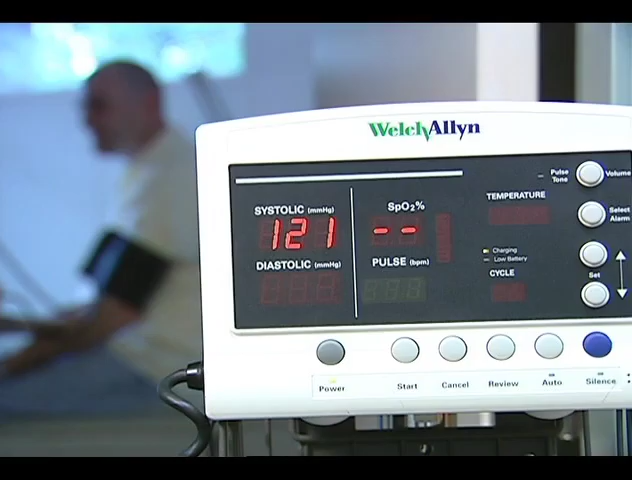 WelchAllyn
Pulse Tone
Volume
SYSTOLIC (mmHg)
121
SpO₂%
--
TEMPERATURE
Select Alarm
DIASTOLIC (mmHg)
PULSE (bpm)
Charging
Low Battery
CYCLE
Set
Power
Start
Cancel
Review
Auto
Silence